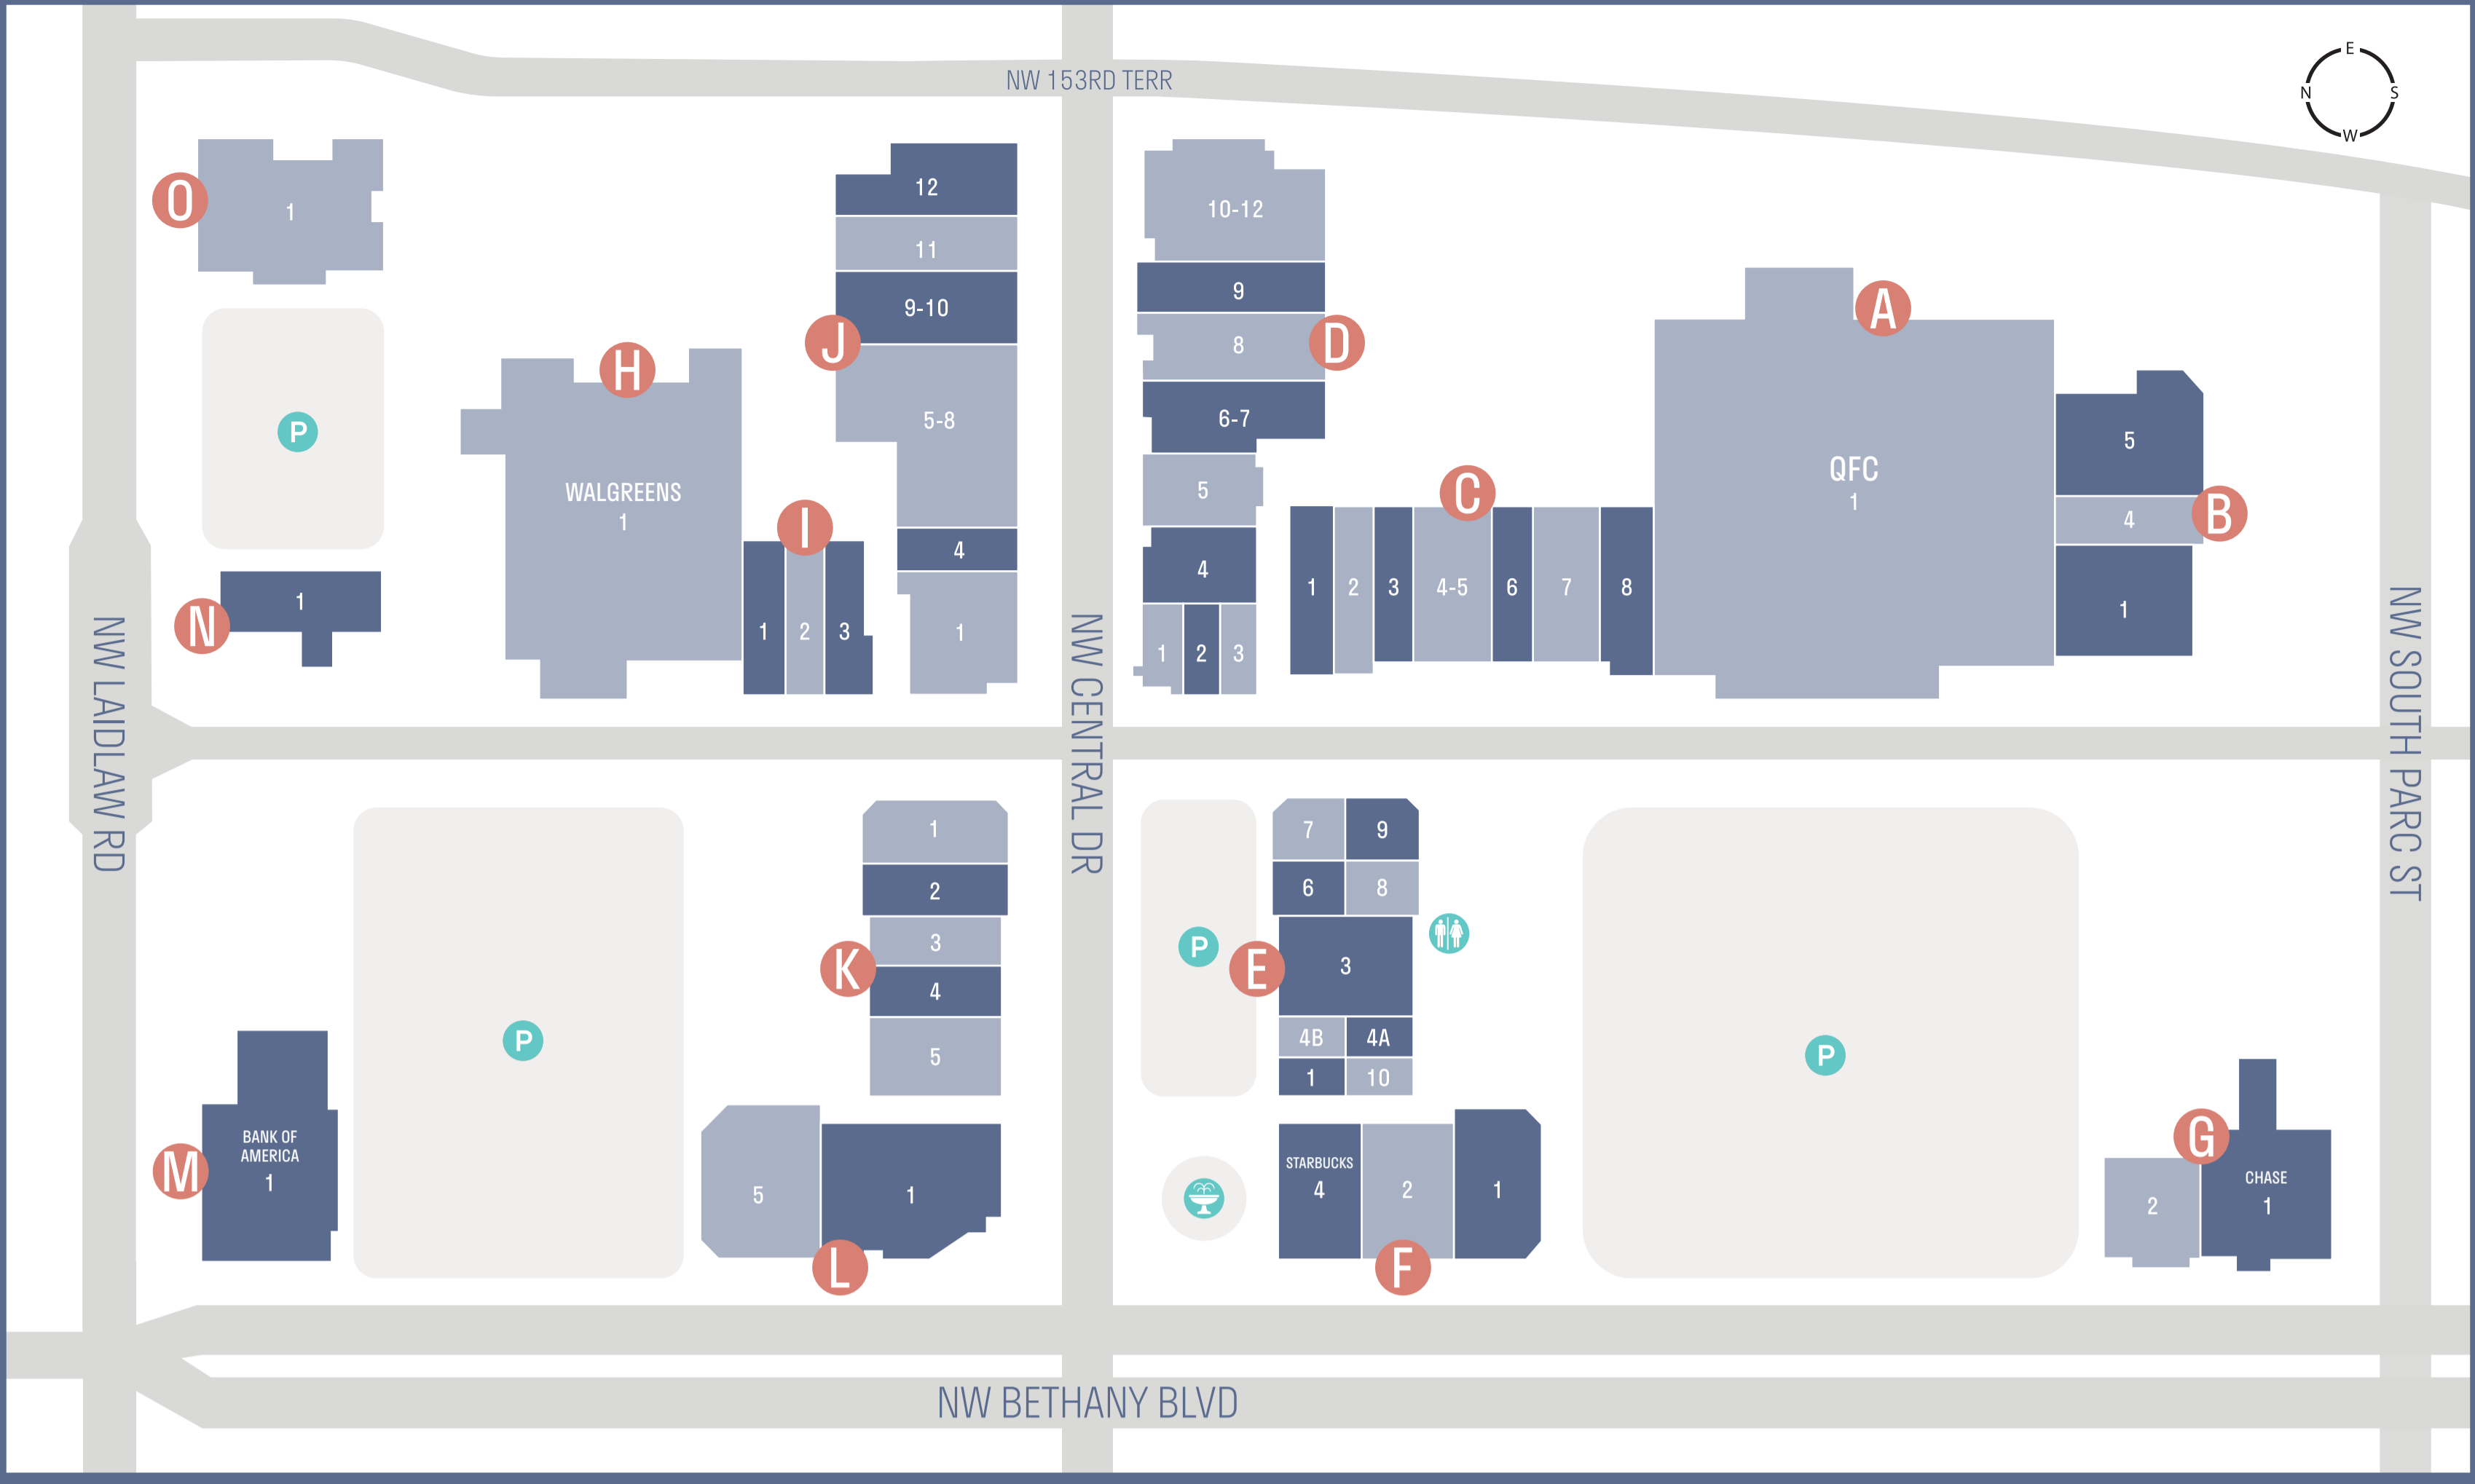 E
N
S
W
NW 153RD TERR
O
1
12
11
J
9-10
5-8
4
1
10-12
9
8
D
6-7
5
4
1
2
3
A
QFC
1
5
4
B
1
C
1
2
3
4-5
6
7
8
H
WALGREENS
1
I
1
2
3
P
N
1
NW LAIDLAW RD
NW CENTRAL DR
NW SOUTH PARC ST
1
2
3
K
4
5
P
7
9
6
8
P
E
3
4B
4A
1
10
P
M
BANK OF
AMERICA
1
5
1
L
STARBUCKS
4
2
1
F
G
CHASE
1
2
NW BETHANY BLVD